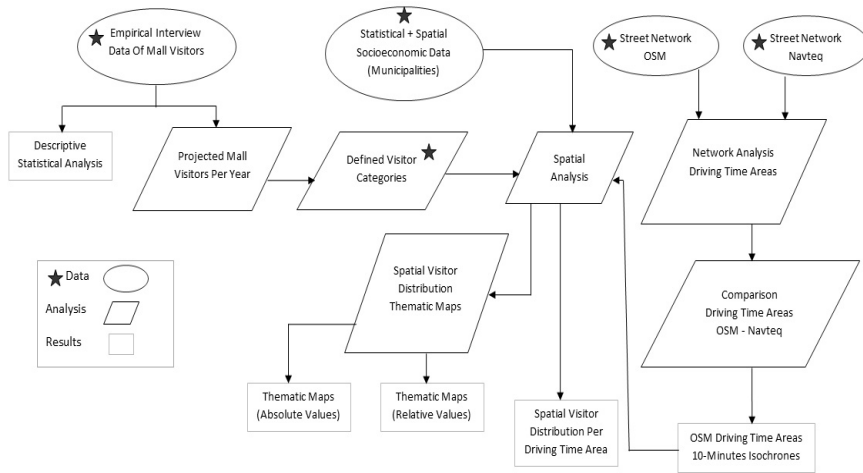 Empirical Interview
Data Of Mall Visitors
Statistical + Spatial
Socioeconomic Data
(Municipalities)
Street Network
OSM
Street Network
Navteq
Descriptive
Statistical Analysis
Projected Mall
Visitors Per Year
Defined Visitor
Categories
Spatial
Analysis
Network Analysis
Driving Time Areas
Data
Analysis
Results
Spatial Visitor
Distribution
Thematic Maps
Comparison
Driving Time Areas
OSM - Navteq
Thematic Maps
(Absolute Values)
Thematic Maps
(Relative Values)
Spatial Visitor
Distribution Per
Driving Time Area
OSM Driving Time Areas
10-Minutes Isochrones